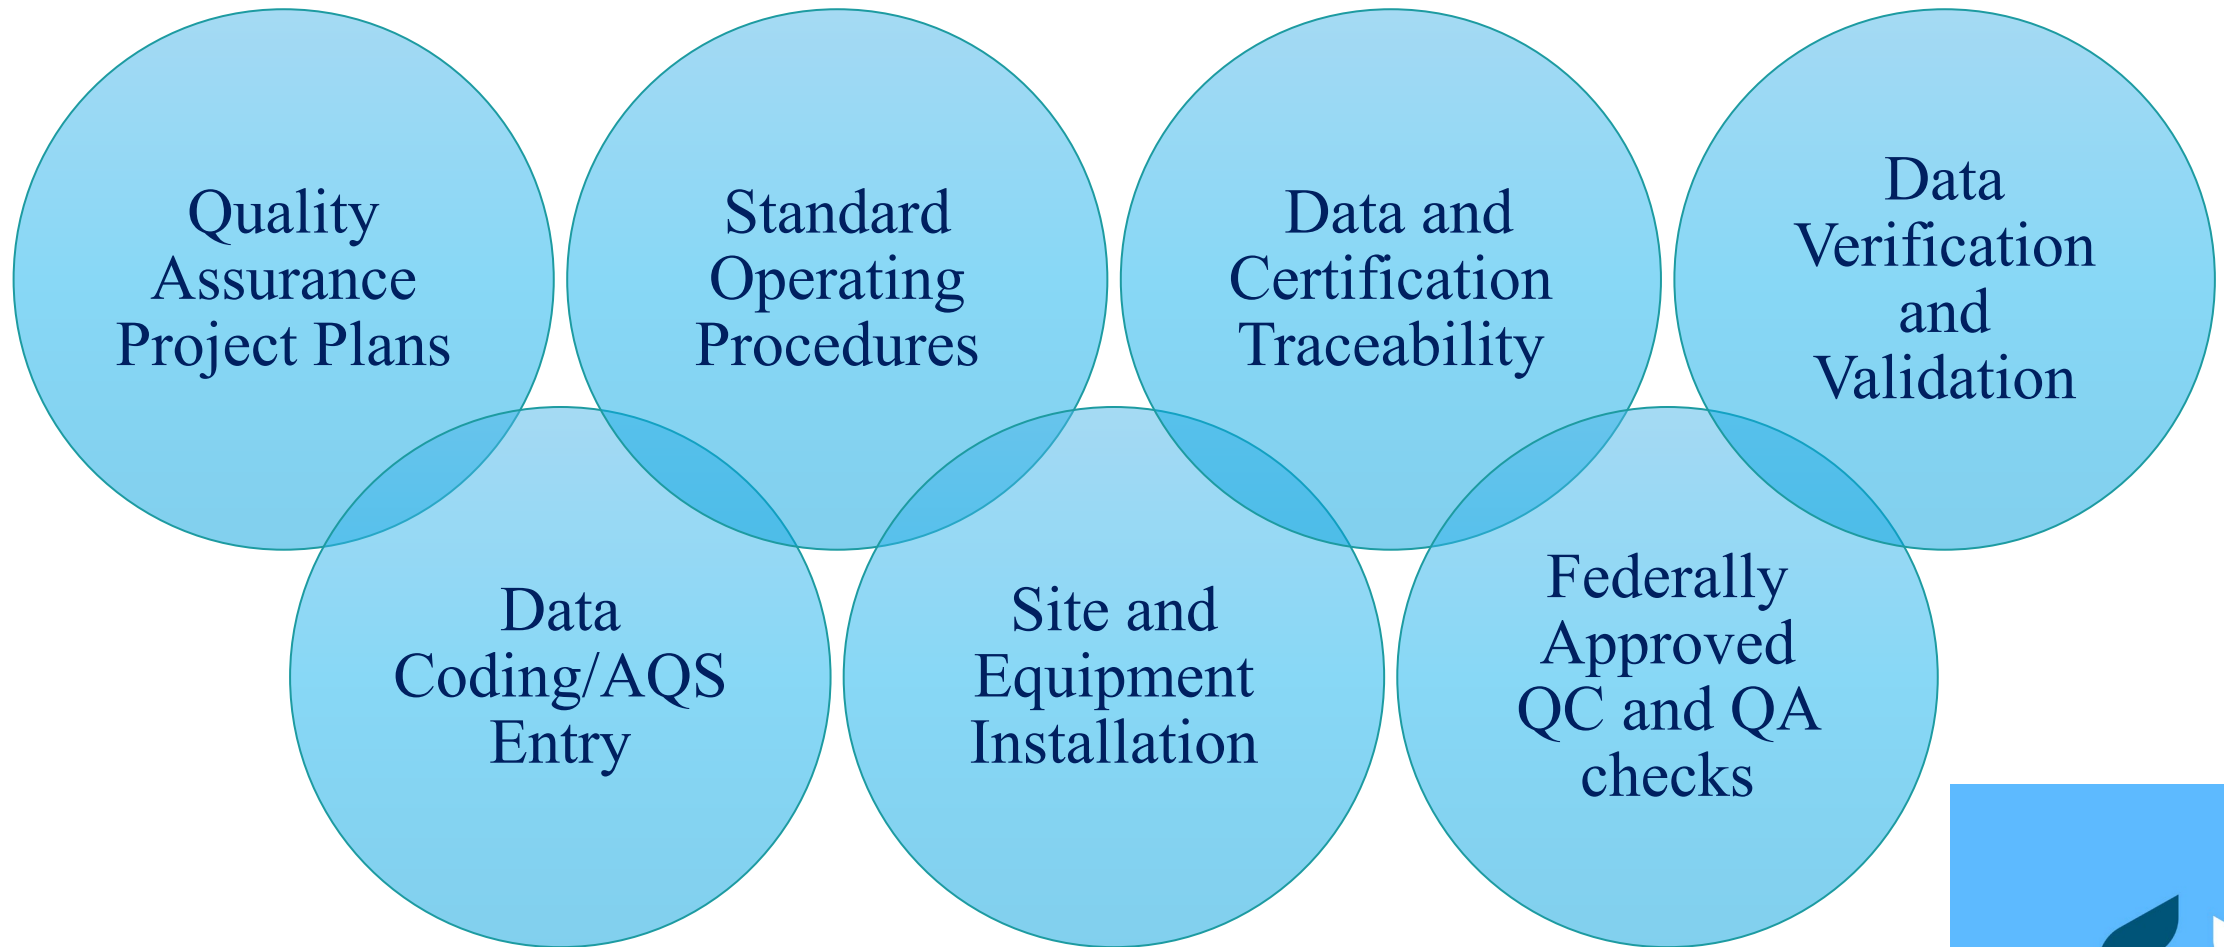 Quality
Assurance
Project Plans
Standard
Operating
Procedures
Data and
Certification
Traceability
Data
Verification
and
Validation
Data
Coding/AQS
Entry
Site and
Equipment
Installation
Federally
Approved
QC and QA
checks